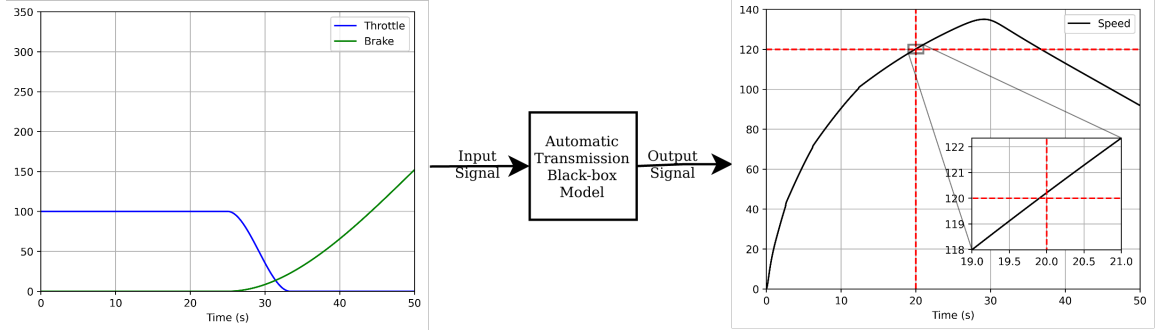 350
300
250
200
150
100
50
0
0 10 20 30 40 50
Time (s)
Throttle
Brake
Input
Signal
Automatic
Transmission
Black-box
Model
Output
Signal
140
120
100
80
60
40
20
0
0 10 20 30 40 50
Time (s)
Speed
122
121
120
119
118
19.0 19.5 20.0 20.5 21.0